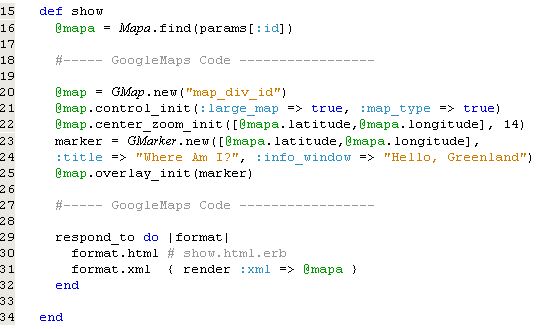 15 def show
16 @mapa = Mapa.find(params[:id])
17
18 #----- GoogleMaps Code -----------------
19
20 @map = GMap.new("map_div_id")
21 @map.control_init(:large_map => true, :map_type => true)
22 @map.center_zoom_init([@mapa.latitude,@mapa.longitude], 14)
23 marker = GMarker.new([@mapa.latitude,@mapa.longitude],
24 :title => "Where Am I?", :info_window => "Hello, Greenland")
25 @map.overlay_init(marker)
26
27 #----- GoogleMaps Code -----------------
28
29 respond_to do |format|
30 format.html # show.html.erb
31 format.xml { render :xml => @mapa }
32 end
33
34 end